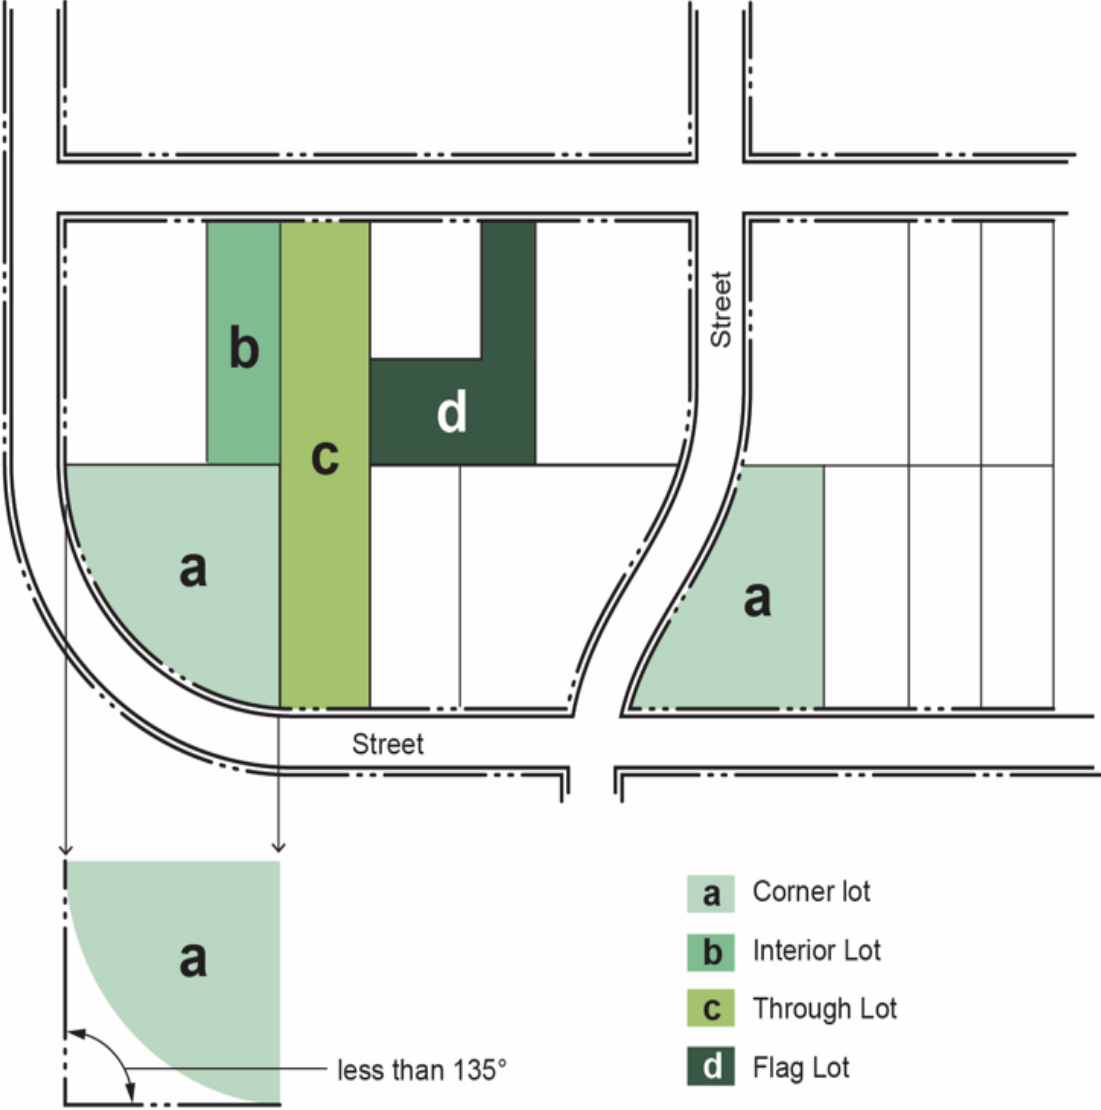 Street
b
d
c
a
a
Street
a
less than 135°
a Corner lot
b Interior Lot
c Through Lot
d Flag Lot